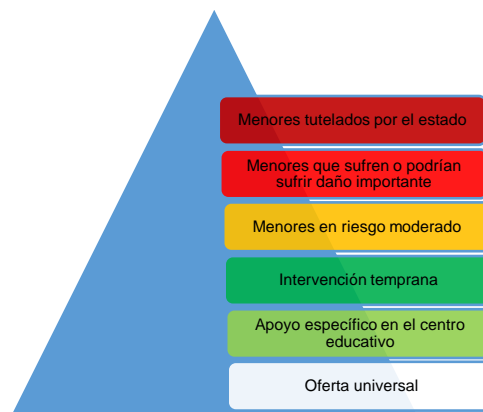 Menores tutelados por el estado
Menores que sufren o podrían
sufrir daño importante
Menores en riesgo moderado
Intervención temprana
Apoyo específico en el centro
educativo
Oferta universal